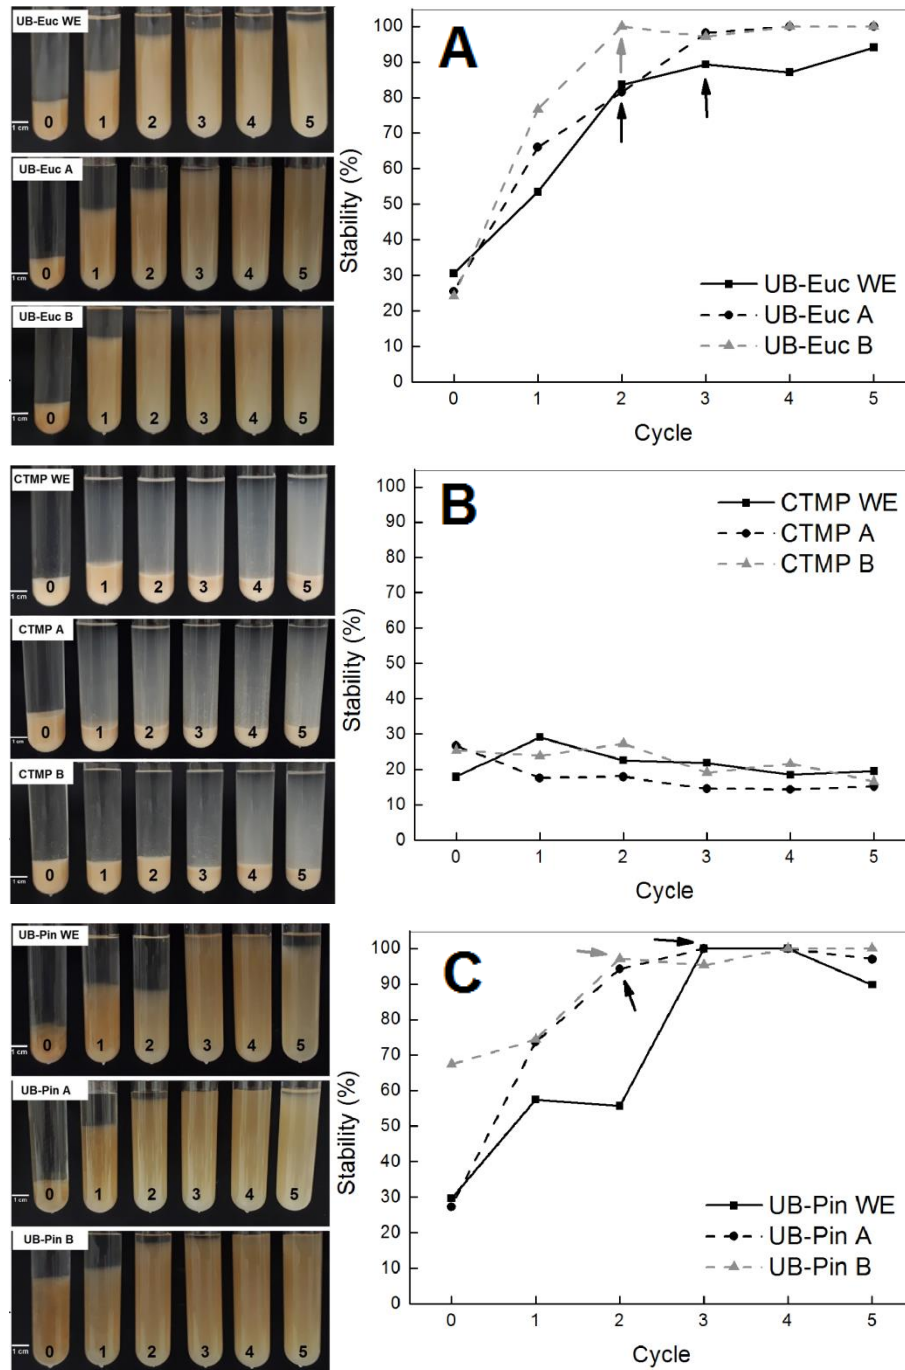 UB-Euc WE
0 1 2 3 4 5
1 cm
UB-Euc A
0 1 2 3 4 5
1 cm
UB-Euc B
0 1 2 3 4 5
1 cm
A
Stability (%)
100
90
80
70
60
50
40
30
20
10
0
0 1 2 3 4 5
Cycle
UB-Euc WE
UB-Euc A
UB-Euc B
CTMP WE
0 1 2 3 4 5
1 cm
CTMP A
0 1 2 3 4 5
1 cm
CTMP B
0 1 2 3 4 5
1 cm
B
Stability (%)
100
90
80
70
60
50
40
30
20
10
0
0 1 2 3 4 5
Cycle
CTMP WE
CTMP A
CTMP B
UB-Pin WE
0 1 2 3 4 5
1 cm
UB-Pin A
0 1 2 3 4 5
1 cm
UB-Pin B
0 1 2 3 4 5
1 cm
C
Stability (%)
100
90
80
70
60
50
40
30
20
10
0
0 1 2 3 4 5
Cycle
UB-Pin WE
UB-Pin A
UB-Pin B